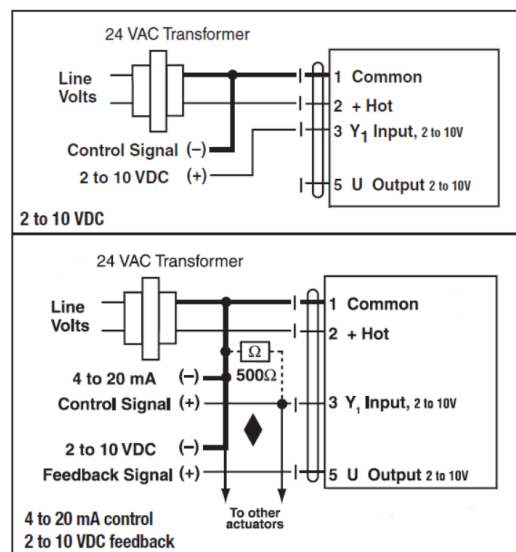 24 VAC Transformer
Line
Volts
1 Common
2 + Hot
3 Y1 Input, 2 to 10V
Control Signal (–)
2 to 10 VDC (+)
5 U Output 2 to 10V
2 to 10 VDC
24 VAC Transformer
Line
Volts
1 Common
2 + Hot
Ω
500Ω
4 to 20 mA (–)
Control Signal (+)
3 Y1 Input, 2 to 10V
2 to 10 VDC (–)
Feedback Signal (+)
5 U Output 2 to 10V
To other
actuators
4 to 20 mA control
2 to 10 VDC feedback